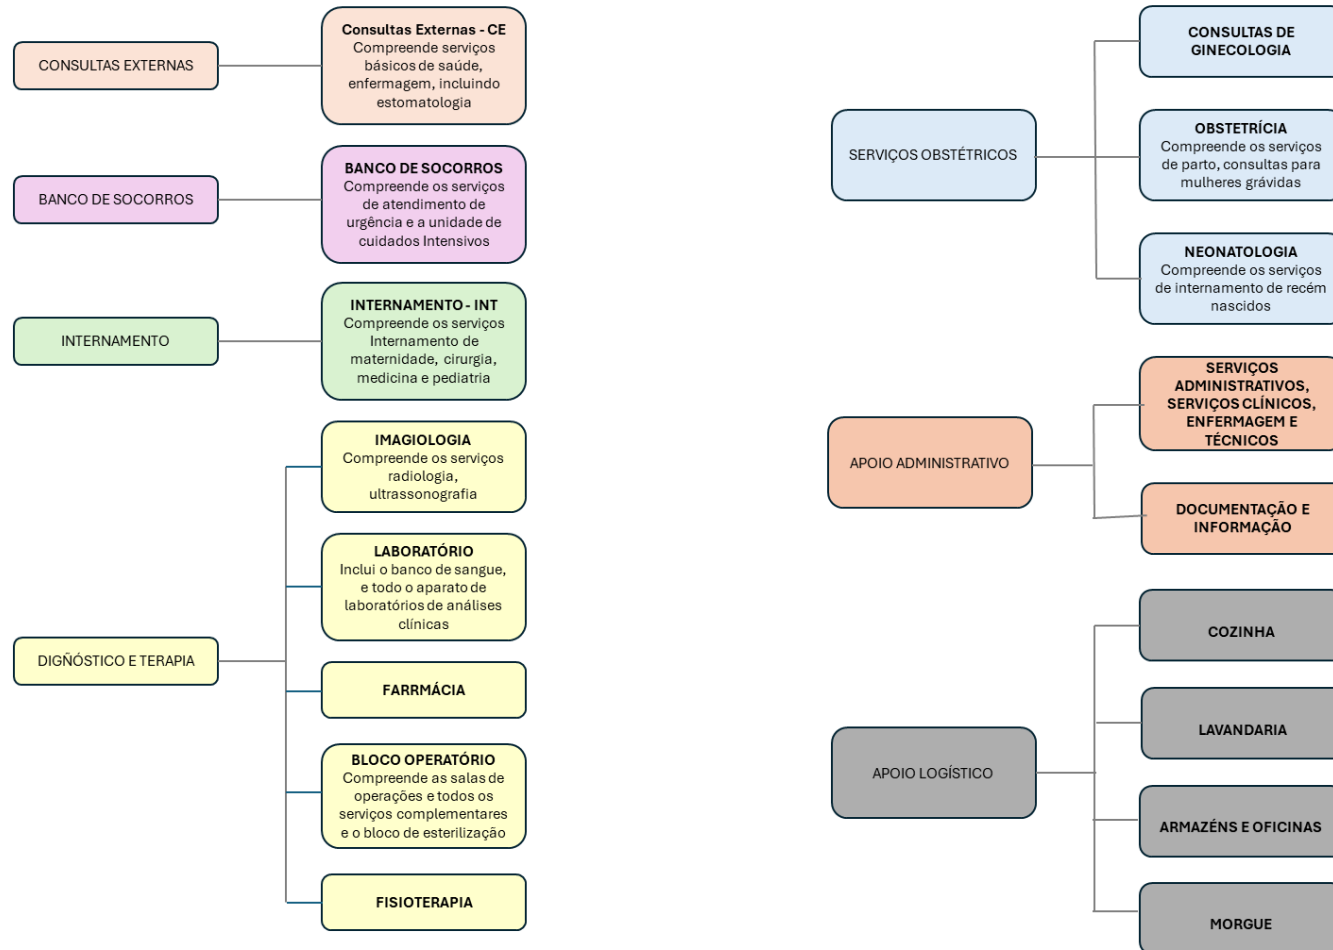 CONSULTAS EXTERNAS
Consultas Externas - CE
Compreende serviços
básicos de saúde,
enfermagem, incluindo
estomatologia
BANCO DE SOCORROS
BANCO DE SOCORROS
Compreende os serviços
de atendimento de
urgência e a unidade de
cuidados Intensivos
INTERNAMENTO
INTERNAMENTO - INT
Compreende os serviços
Internamento de
maternidade, cirurgia,
medicina e pediatria
DIGÑÓSTICO E TERAPIA
IMAGIOLOGIA
Compreende os serviços
radiologia,
ultrassonografia
LABORATÓRIO
Inclui o banco de sangue,
e todo o aparato de
laboratórios de análises
clínicas
FARRMÁCIA
BLOCO OPERATÓRIO
Compreende as salas de
operações e todos os
serviços complementares
e o bloco de esterilização
FISIOTERAPIA
SERVIÇOS OBSTÉTRICOS
CONSULTAS DE
GINECOLOGIA
OBSTETRÍCIA
Compreende os serviços
de parto, consultas para
mulheres grávidas
NEONATOLOGIA
Compreende os serviços
de internamento de recém
nascidos
APOIO ADMINISTRATIVO
SERVIÇOS
ADMINISTRATIVOS,
SERVIÇOS CLÍNICOS,
ENFERMAGEM E
TÉCNICOS
DOCUMENTAÇÃO E
INFORMAÇÃO
APOIO LOGÍSTICO
COZINHA
LAVANDARIA
ARMAZÉNS E OFICINAS
MORGUE